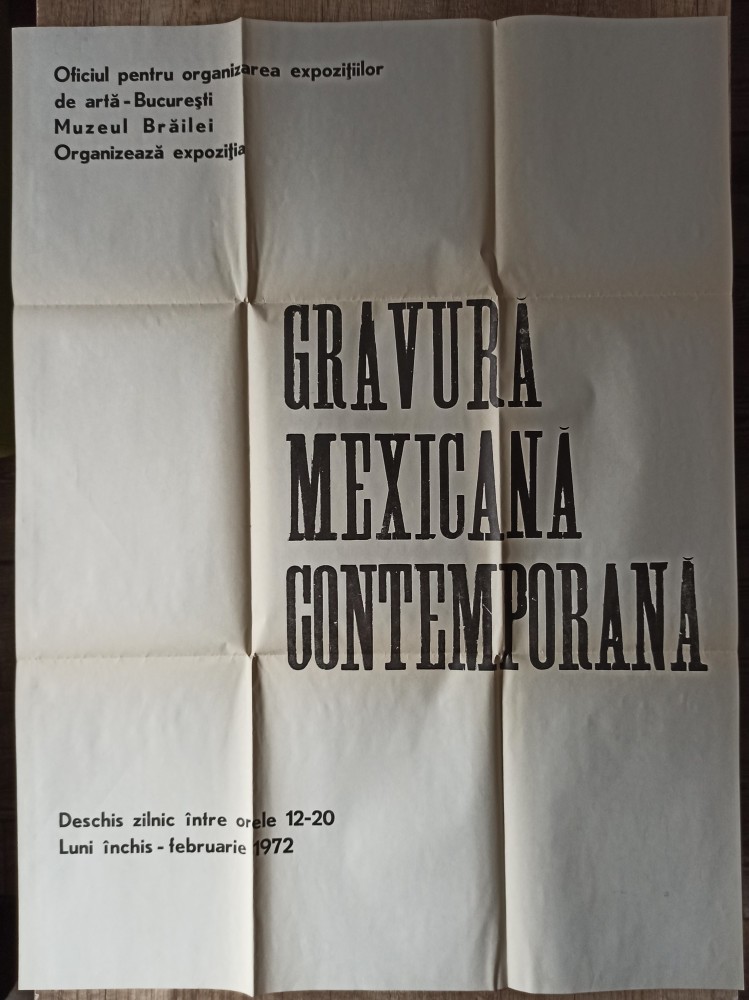 Oficiul pentru organizarea expozițiilor
de artă - București
Muzeul Brăilei
Organizează expoziția
GRAVURĂ
MEXICANĂ
CONTEMPORANĂ
Deschis zilnic între orele 12-20
Luni închis - februarie 1972